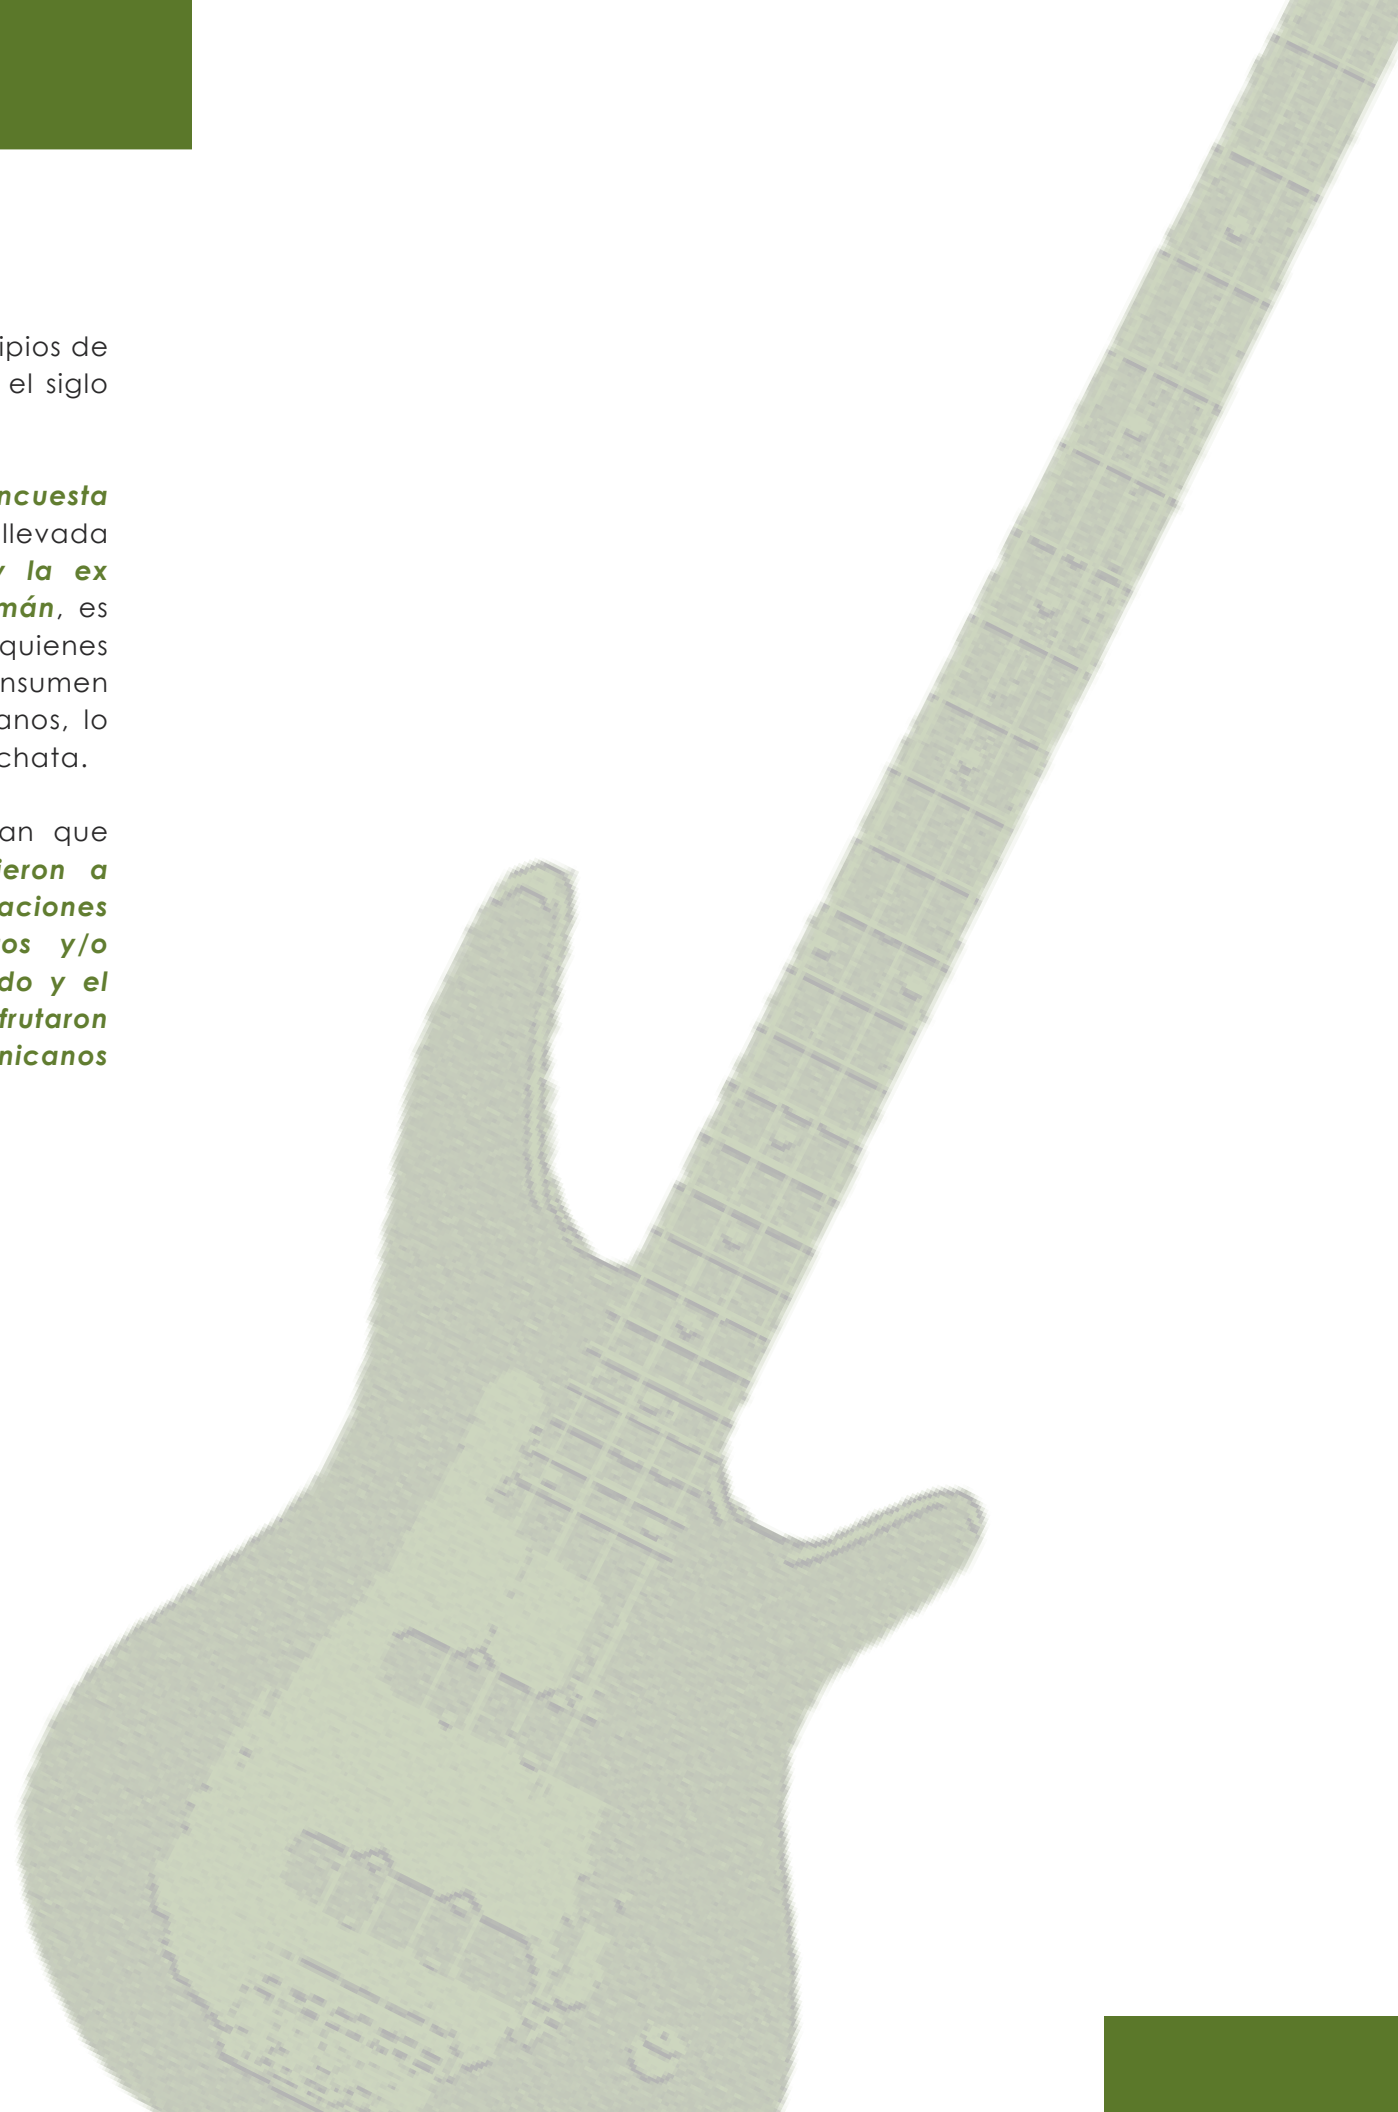 ipios de
el siglo
ncuesta
llevada
y la ex
mán, es
quienes
nsumen
anos, lo
chata.
an que
ieron a
aciones
os y/o
do y el
frutaron
nicanos